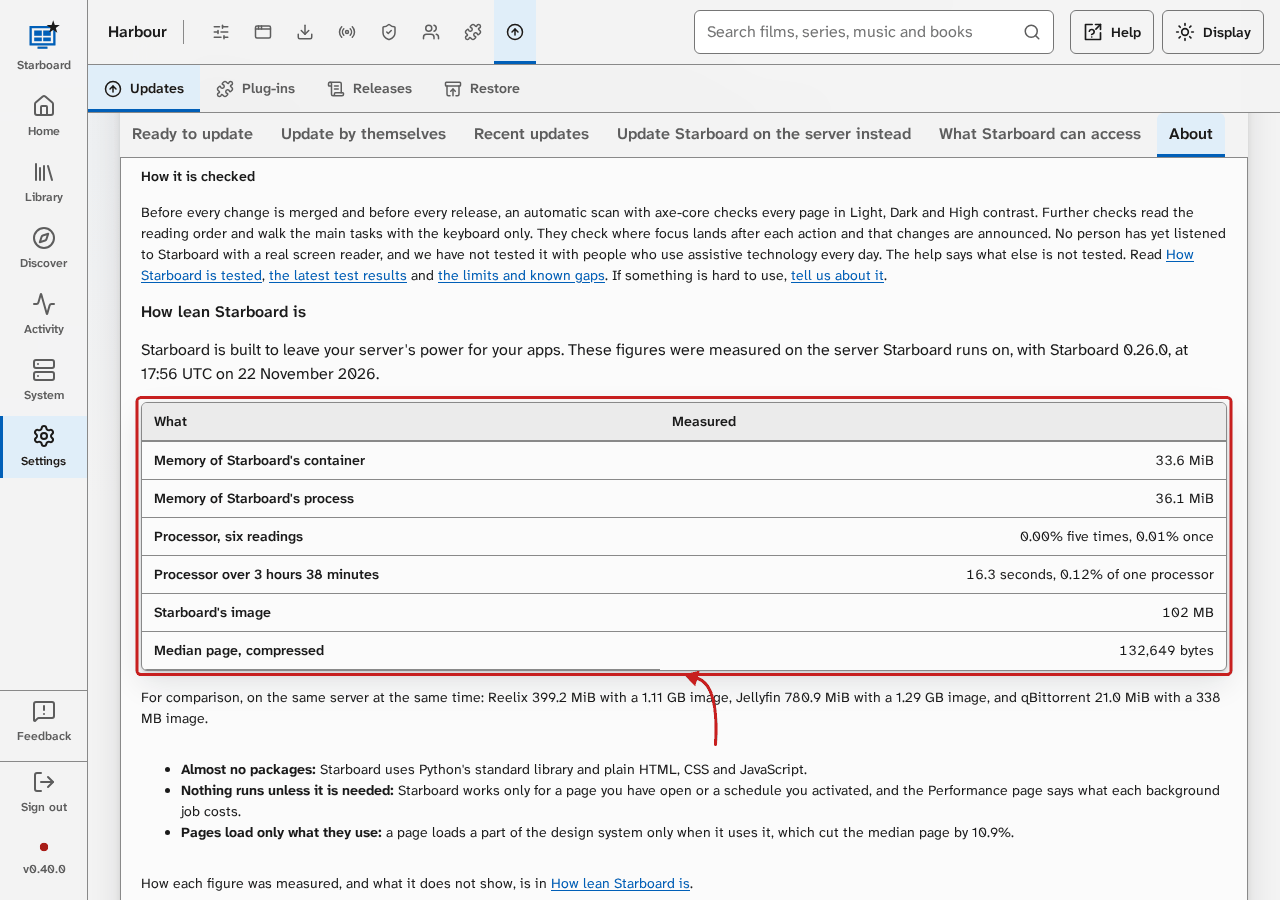 Starboard
Home
Library
Discover
Activity
System
Settings
Feedback
Sign out
v0.40.0
Harbour
Search films, series, music and books
Help
Display
Updates
Plug-ins
Releases
Restore
Ready to update
Update by themselves
Recent updates
Update Starboard on the server instead
What Starboard can access
About
How it is checked
Before every change is merged and before every release, an automatic scan with axe-core checks every page in Light, Dark and High contrast. Further checks read the
reading order and walk the main tasks with the keyboard only. They check where focus lands after each action and that changes are announced. No person has yet listened
to Starboard with a real screen reader, and we have not tested it with people who use assistive technology every day. The help says what else is not tested. Read How
Starboard is tested, the latest test results and the limits and known gaps. If something is hard to use, tell us about it.
How lean Starboard is
Starboard is built to leave your server's power for your apps. These figures were measured on the server Starboard runs on, with Starboard 0.26.0, at
17:56 UTC on 22 November 2026.
What Measured
Memory of Starboard's container 33.6 MiB
Memory of Starboard's process 36.1 MiB
Processor, six readings 0.00% five times, 0.01% once
Processor over 3 hours 38 minutes 16.3 seconds, 0.12% of one processor
Starboard's image 102 MB
Median page, compressed 132,649 bytes
For comparison, on the same server at the same time: Reelix 399.2 MiB with a 1.11 GB image, Jellyfin 780.9 MiB with a 1.29 GB image, and qBittorrent 21.0 MiB with a 338
MB image.
Almost no packages: Starboard uses Python's standard library and plain HTML, CSS and JavaScript.
Nothing runs unless it is needed: Starboard works only for a page you have open or a schedule you activated, and the Performance page says what each background
job costs.
Pages load only what they use: a page loads a part of the design system only when it uses it, which cut the median page by 10.9%.
How each figure was measured, and what it does not show, is in How lean Starboard is.